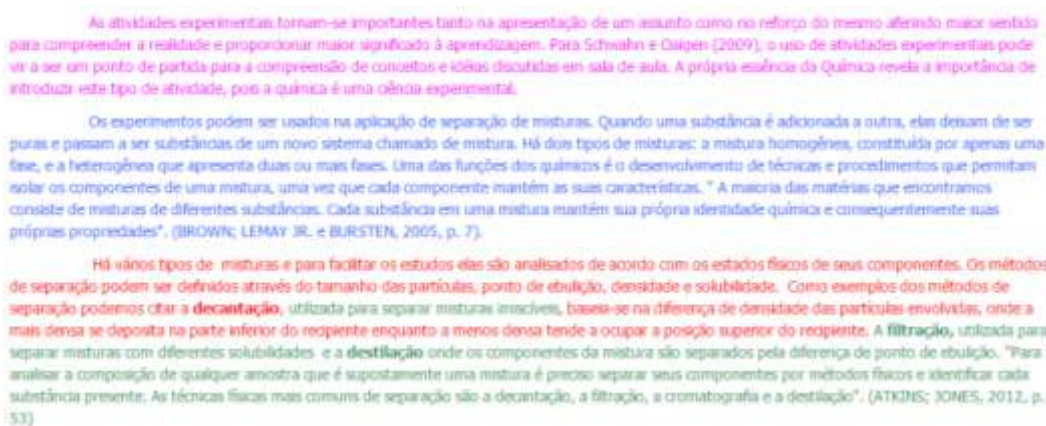 As atividades experimentais tornam-se importantes tanto na apresentação de um assunto como no reforço do mesmo aferindo maior sentido
para compreender a realidade e proporcionar maior significado à aprendizagem. Para Schwahn e Oaigen (2009), o uso de atividades experimentais pode
vir a ser um ponto de partida para a compreensão de conceitos e idéias discutidas em sala de aula. A própria essência da Química revela a importância de
introduzir este tipo de atividade, pois a química é uma ciência experimental.
Os experimentos podem ser usados na aplicação de separação de misturas. Quando uma substância é adicionada a outra, elas deixam de ser
puras e passam a ser substâncias de um novo sistema chamado de mistura. Há dois tipos de misturas: a mistura homogênea, constituída por apenas uma
fase, e a heterogênea que apresenta duas ou mais fases. Uma das funções dos químicos é o desenvolvimento de técnicas e procedimentos que permitam
isolar os componentes de uma mistura, uma vez que cada componente mantém as suas características. " A maioria das matérias que encontramos
consiste de misturas de diferentes substâncias. Cada substância em uma mistura mantém sua própria identidade química e consequentemente suas
próprias propriedades". (BROWN; LEMAY JR. e BURSTEN, 2005, p. 7).
Há vários tipos de misturas e para facilitar os estudos elas são analisados de acordo com os estados físicos de seus componentes. Os métodos
de separação podem ser definidos através do tamanho das partículas, ponto de ebulição, densidade e solubilidade. Como exemplos dos métodos de
separação podemos citar a decantação, utilizada para separar misturas imiscíveis, baseia-se na diferença de densidade das partículas envolvidas, onde a
mais densa se deposita na parte inferior do recipiente enquanto a menos densa tende a ocupar a posição superior do recipiente. A filtração, utilizada para
separar misturas com diferentes solubilidades e a destilação onde os componentes da mistura são separados pela diferença de ponto de ebulição. "Para
analisar a composição de qualquer amostra que é supostamente uma mistura é preciso separar seus componentes por métodos físicos e identificar cada
substância presente. As técnicas físicas mais comuns de separação são a decantação, a filtração, a cromatografia e a destilação". (ATKINS; JONES, 2012, p.
53)